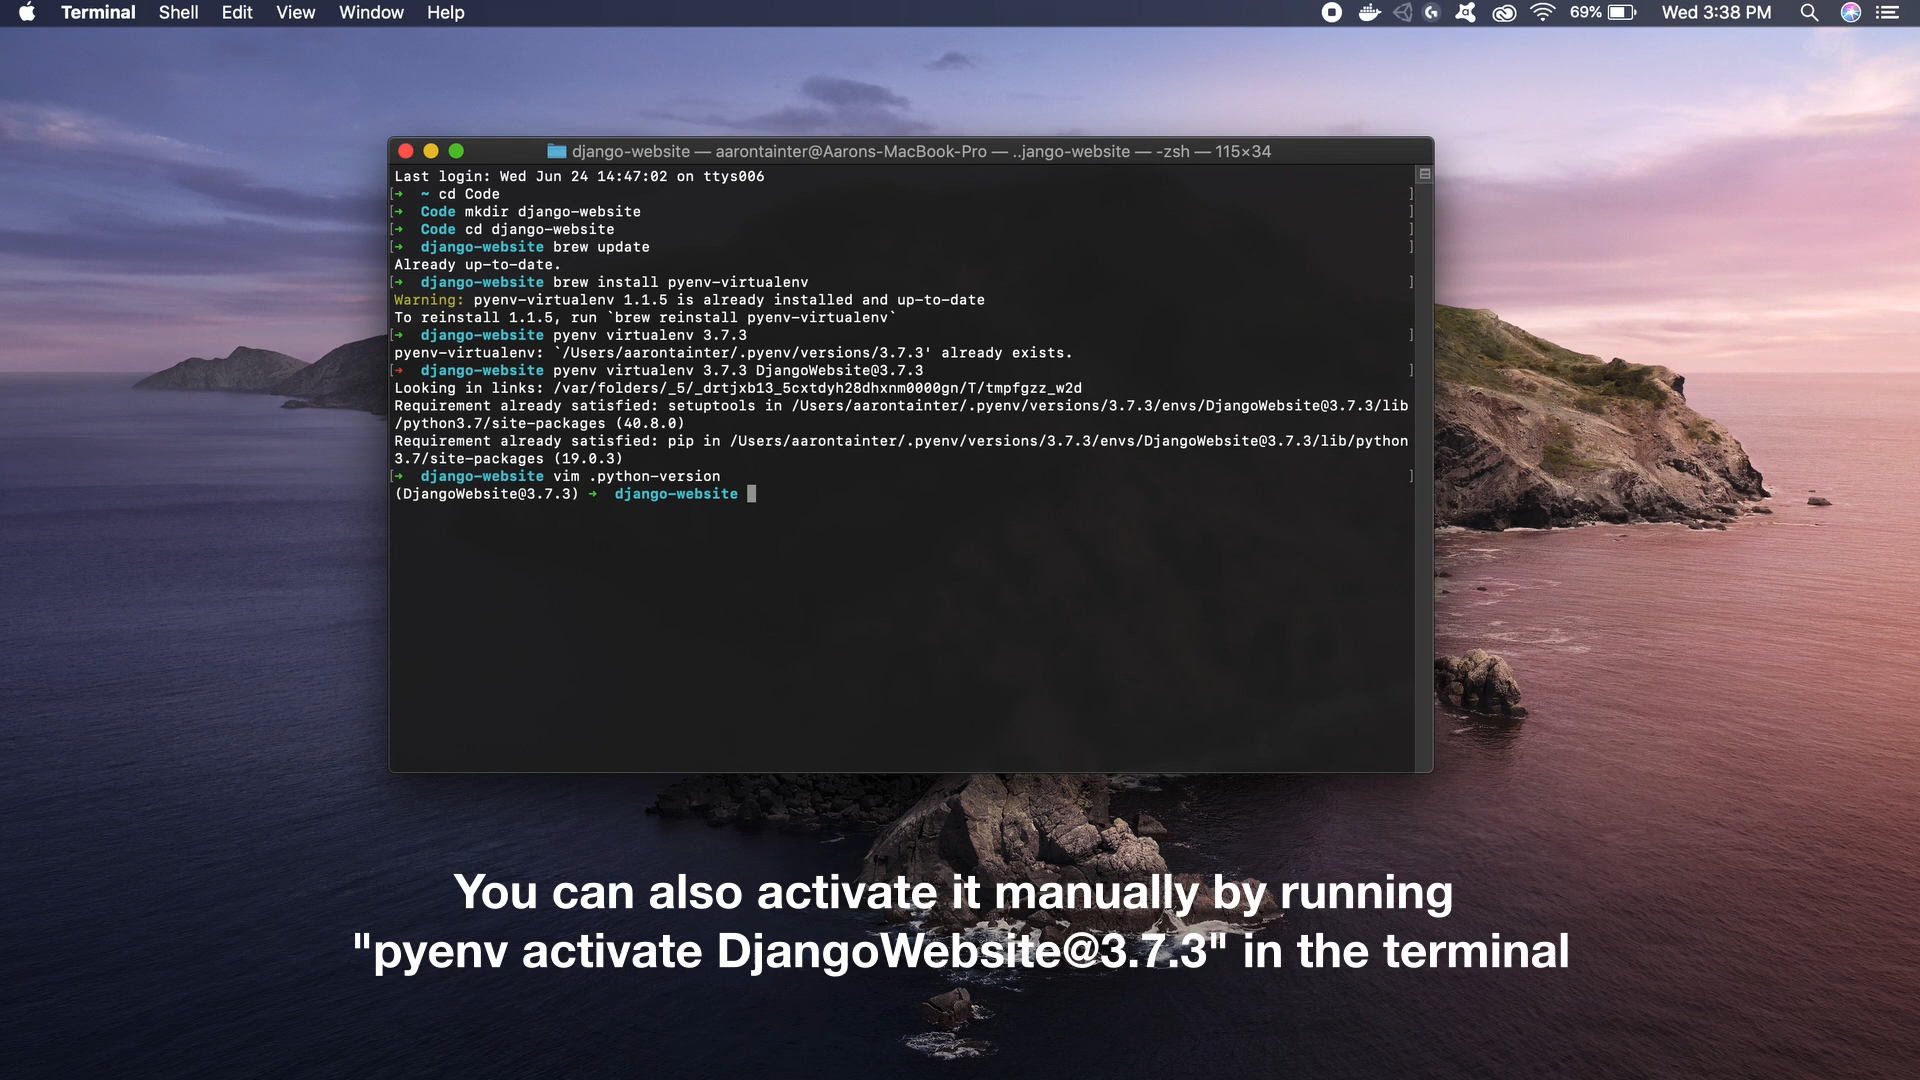 Terminal Shell Edit View Window Help 69% Wed 3:38 PM
django-website — aarontainter@Aarons-MacBook-Pro — ..jango-website — -zsh — 115×34
Last login: Wed Jun 24 14:47:02 on ttys006
[➜ ~ cd Code ]
[➜ Code mkdir django-website ]
[➜ Code cd django-website ]
[➜ django-website brew update ]
Already up-to-date.
[➜ django-website brew install pyenv-virtualenv ]
Warning: pyenv-virtualenv 1.1.5 is already installed and up-to-date
To reinstall 1.1.5, run `brew reinstall pyenv-virtualenv`
[➜ django-website pyenv virtualenv 3.7.3 ]
pyenv-virtualenv: `/Users/aarontainter/.pyenv/versions/3.7.3' already exists.
[➜ django-website pyenv virtualenv 3.7.3 DjangoWebsite@3.7.3 ]
Looking in links: /var/folders/_5/_drtjxb13_5cxtdyh28dhxnm0000gn/T/tmpfgzz_w2d
Requirement already satisfied: setuptools in /Users/aarontainter/.pyenv/versions/3.7.3/envs/DjangoWebsite@3.7.3/lib
/python3.7/site-packages (40.8.0)
Requirement already satisfied: pip in /Users/aarontainter/.pyenv/versions/3.7.3/envs/DjangoWebsite@3.7.3/lib/python
3.7/site-packages (19.0.3)
[➜ django-website vim .python-version ]
(DjangoWebsite@3.7.3) ➜ django-website
You can also activate it manually by running
"pyenv activate DjangoWebsite@3.7.3" in the terminal